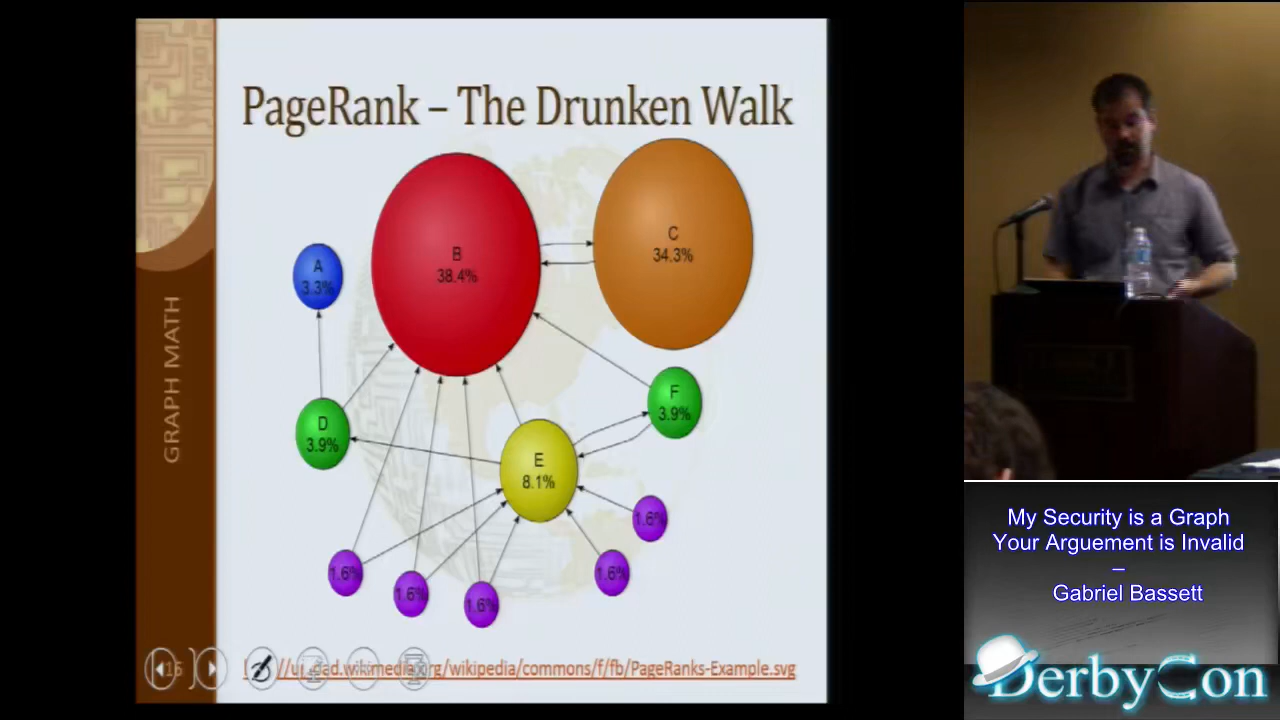 PageRank – The Drunken Walk
GRAPH MATH
A
3.3%
B
38.4%
C
34.3%
D
3.9%
E
8.1%
F
3.9%
1.6%
1.6%
1.6%
1.6%
1.6%
15
.wikimedia.org/wikipedia/commons/f/fb/PageRanks-Example.svg
My Security is a Graph
Your Arguement is Invalid
–
Gabriel Bassett
DerbyCon